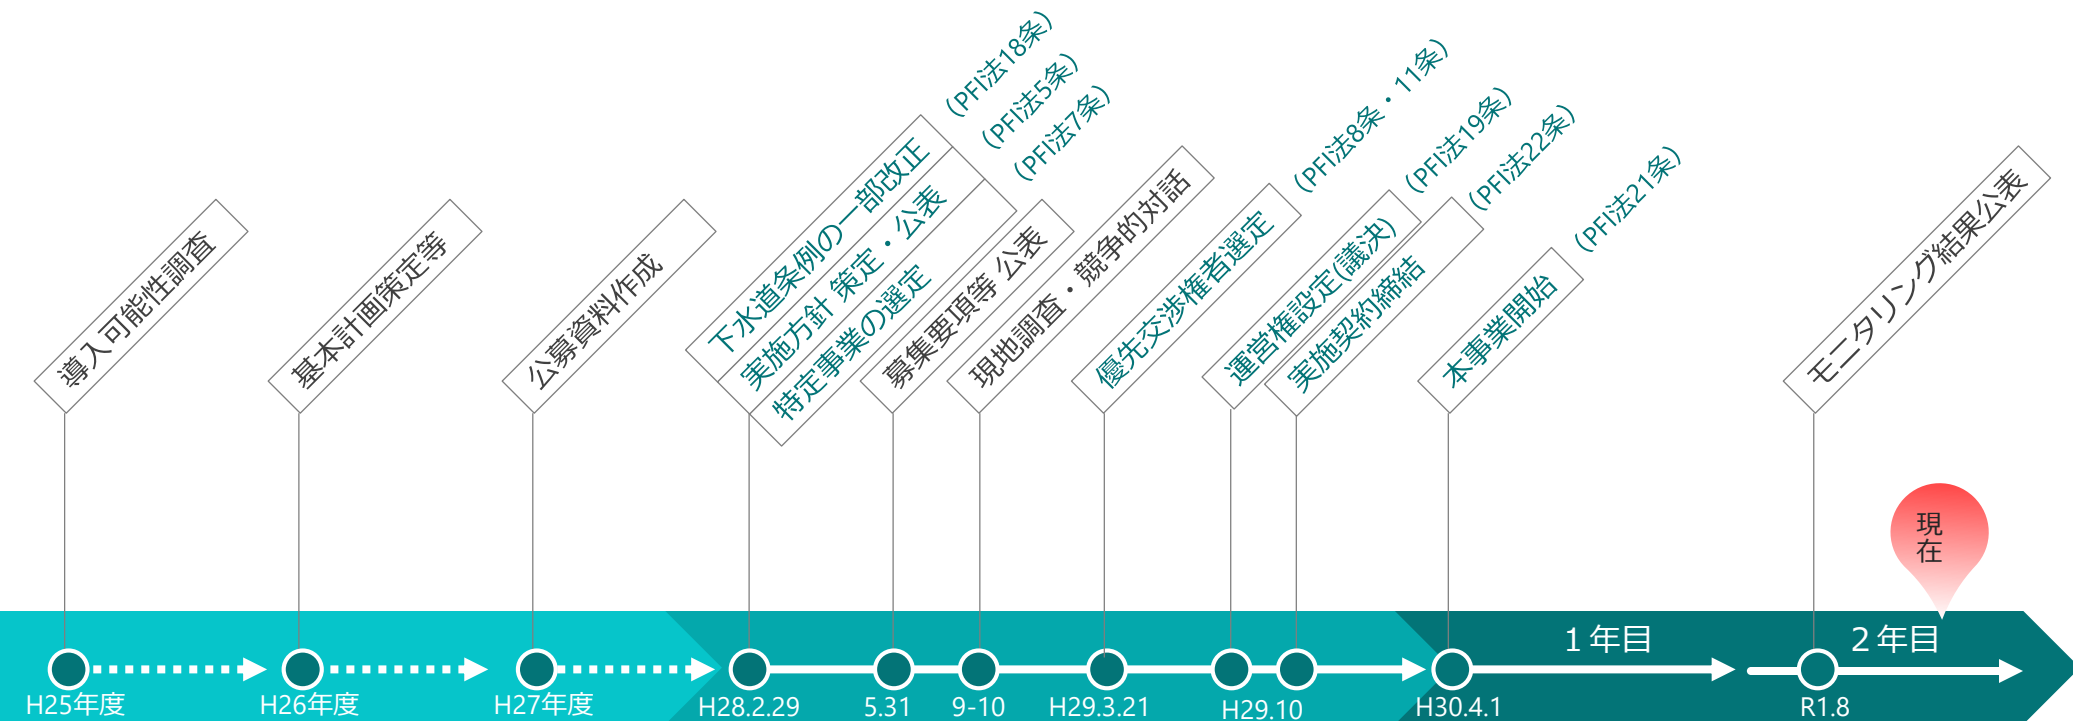 導入可能性調査
基本計画策定等
公募資料作成
下水道条例の一部改正
(PFI法18条)
実施方針 策定・公表
(PFI法5条)
特定事業の選定
(PFI法7条)
募集要項等 公表
現地調査・競争的対話
優先交渉権者選定
(PFI法8条・11条)
運営権設定(議決)
(PFI法19条)
実施契約締結
(PFI法22条)
本事業開始
(PFI法21条)
モニタリング結果公表
現在
１年目
２年目
H25年度
H26年度
H27年度
H28.2.29
5.31
9-10
H29.3.21
H29.10
H30.4.1
R1.8